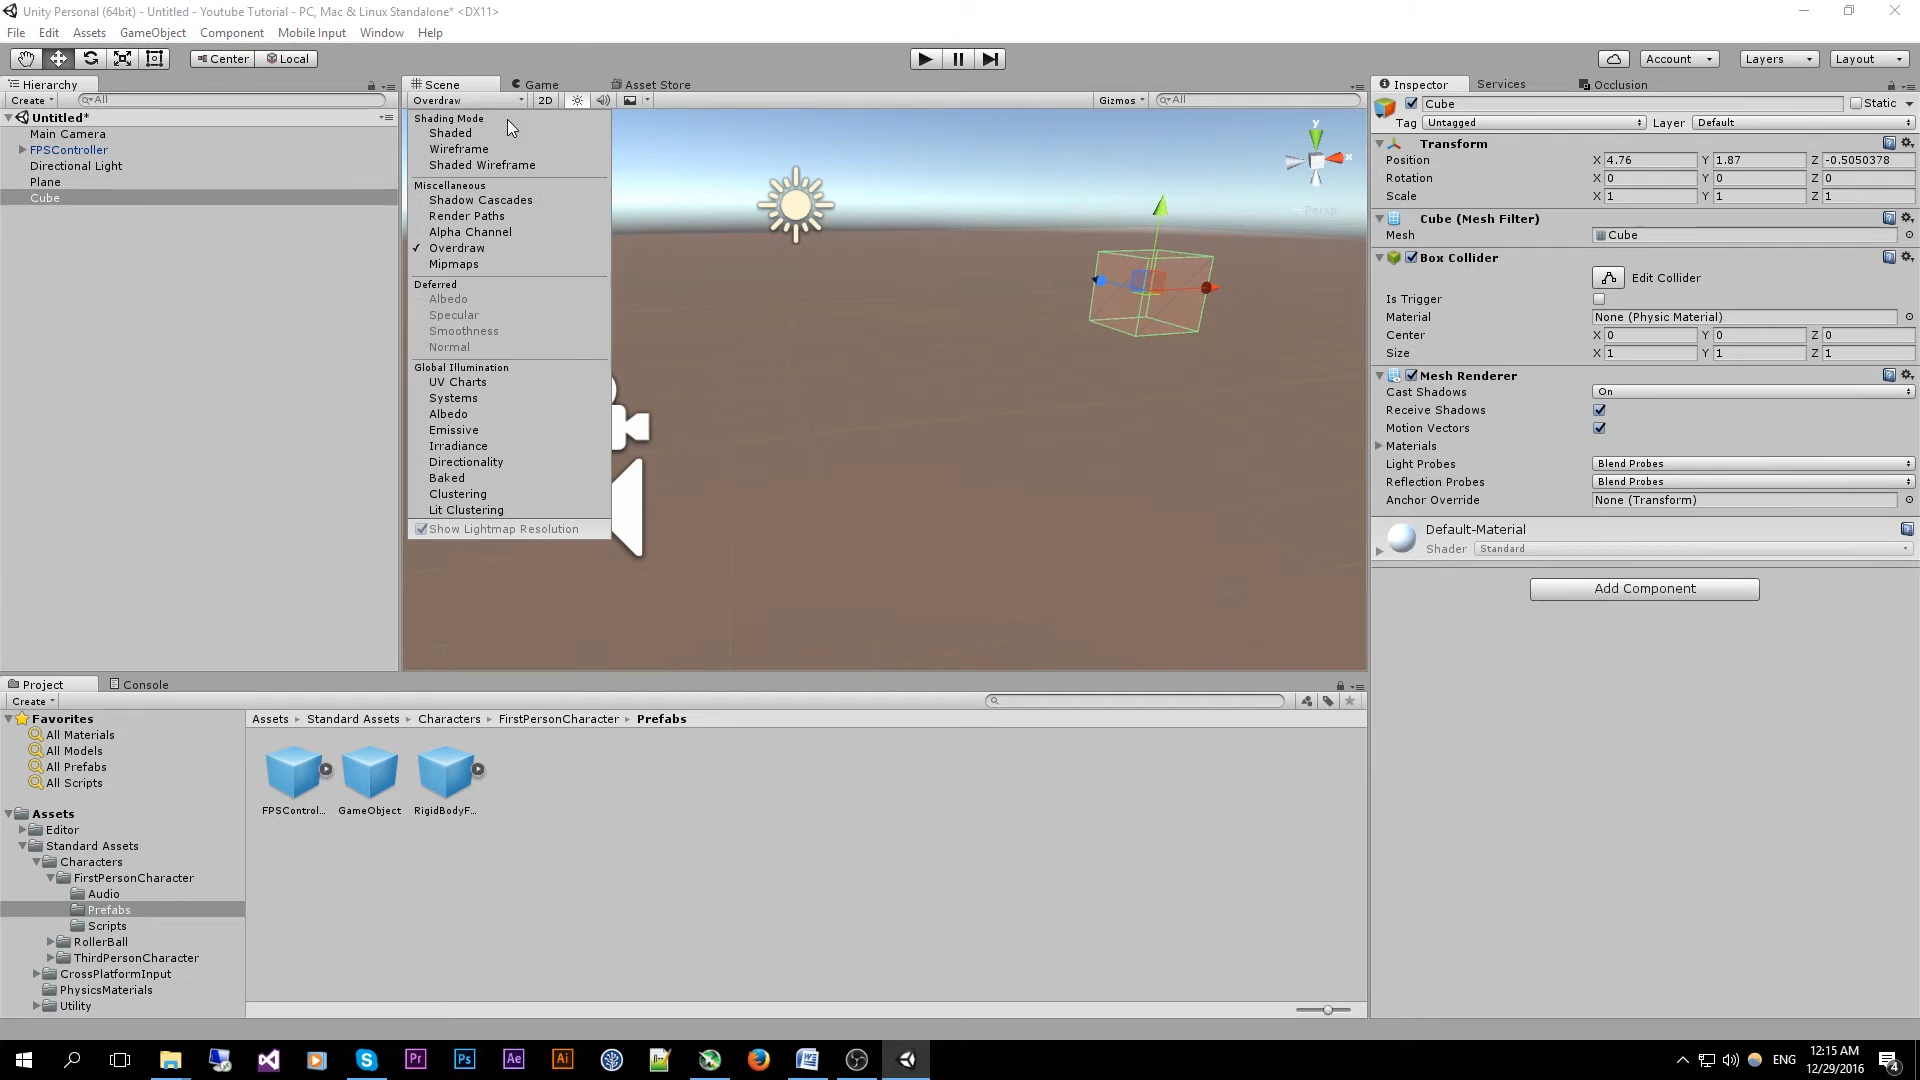 Unity Personal (64bit) - Untitled - Youtube Tutorial - PC, Mac & Linux Standalone* <DX11>
File Edit Assets GameObject Component Mobile Input Window Help
Center Local Account Layers Layout
Hierarchy
Create All
Untitled*
Main Camera
FPSController
Directional Light
Plane
Cube
Scene Game Asset Store
Overdraw 2D Gizmos All
Shading Mode
Shaded
Wireframe
Shaded Wireframe
Miscellaneous
Shadow Cascades
Render Paths
Alpha Channel
Overdraw
Mipmaps
Deferred
Albedo
Specular
Smoothness
Normal
Global Illumination
UV Charts
Systems
Albedo
Emissive
Irradiance
Directionality
Baked
Clustering
Lit Clustering
Show Lightmap Resolution
y
x
Persp
Inspector Services Occlusion
Cube Static
Tag Untagged Layer Default
Transform
Position X 4.76 Y 1.87 Z -0.5050378
Rotation X 0 Y 0 Z 0
Scale X 1 Y 1 Z 1
Cube (Mesh Filter)
Mesh Cube
Box Collider
Edit Collider
Is Trigger
Material None (Physic Material)
Center X 0 Y 0 Z 0
Size X 1 Y 1 Z 1
Mesh Renderer
Cast Shadows On
Receive Shadows
Motion Vectors
Materials
Light Probes Blend Probes
Reflection Probes Blend Probes
Anchor Override None (Transform)
Default-Material
Shader Standard
Add Component
Project Console
Create
Favorites
All Materials
All Models
All Prefabs
All Scripts
Assets
Editor
Standard Assets
Characters
FirstPersonCharacter
Audio
Prefabs
Scripts
RollerBall
ThirdPersonCharacter
CrossPlatformInput
PhysicsMaterials
Utility
Assets Standard Assets Characters FirstPersonCharacter Prefabs
FPSControl... GameObject RigidBodyF...
Pr Ps Ae Ai
ENG 12:15 AM
12/29/2016
4